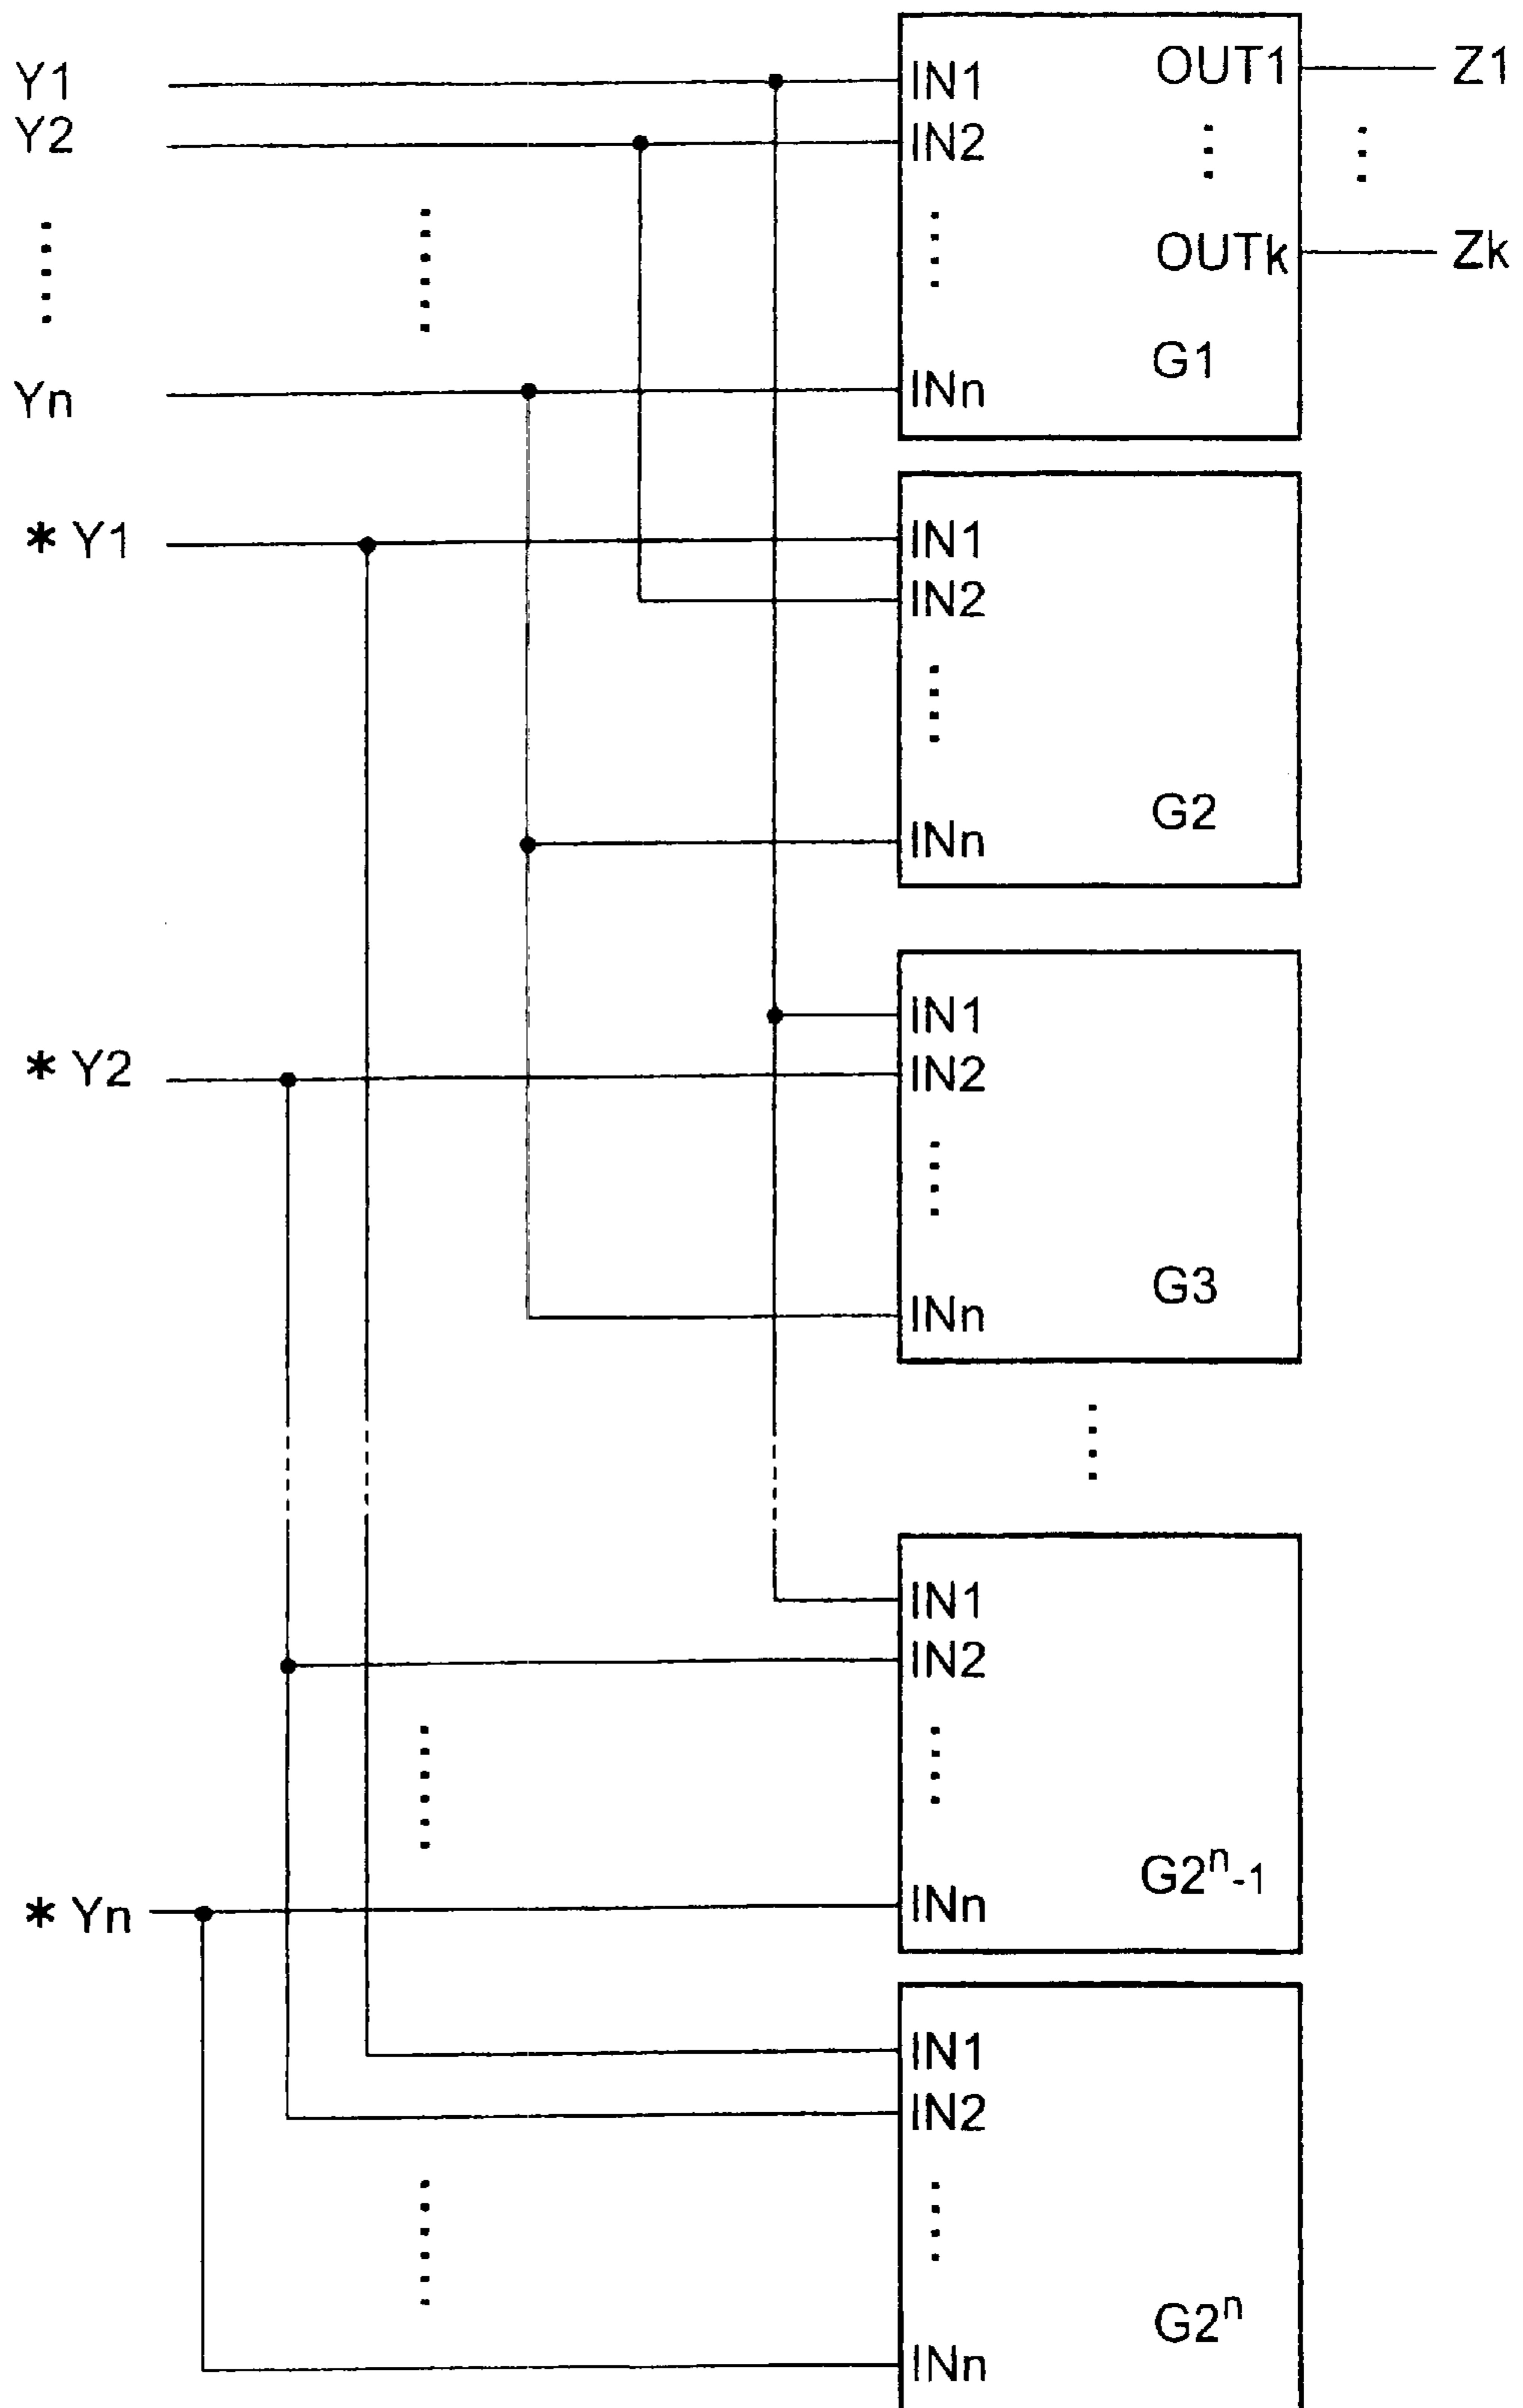 Y1
Y2
Yn
* Y1
* Y2
* Yn
IN1 OUT1 Z1
IN2
OUTk Zk
G1
INn
IN1
IN2
G2
INn
IN1
IN2
G3
INn
IN1
IN2
G2ⁿ-1
INn
IN1
IN2
G2ⁿ
INn